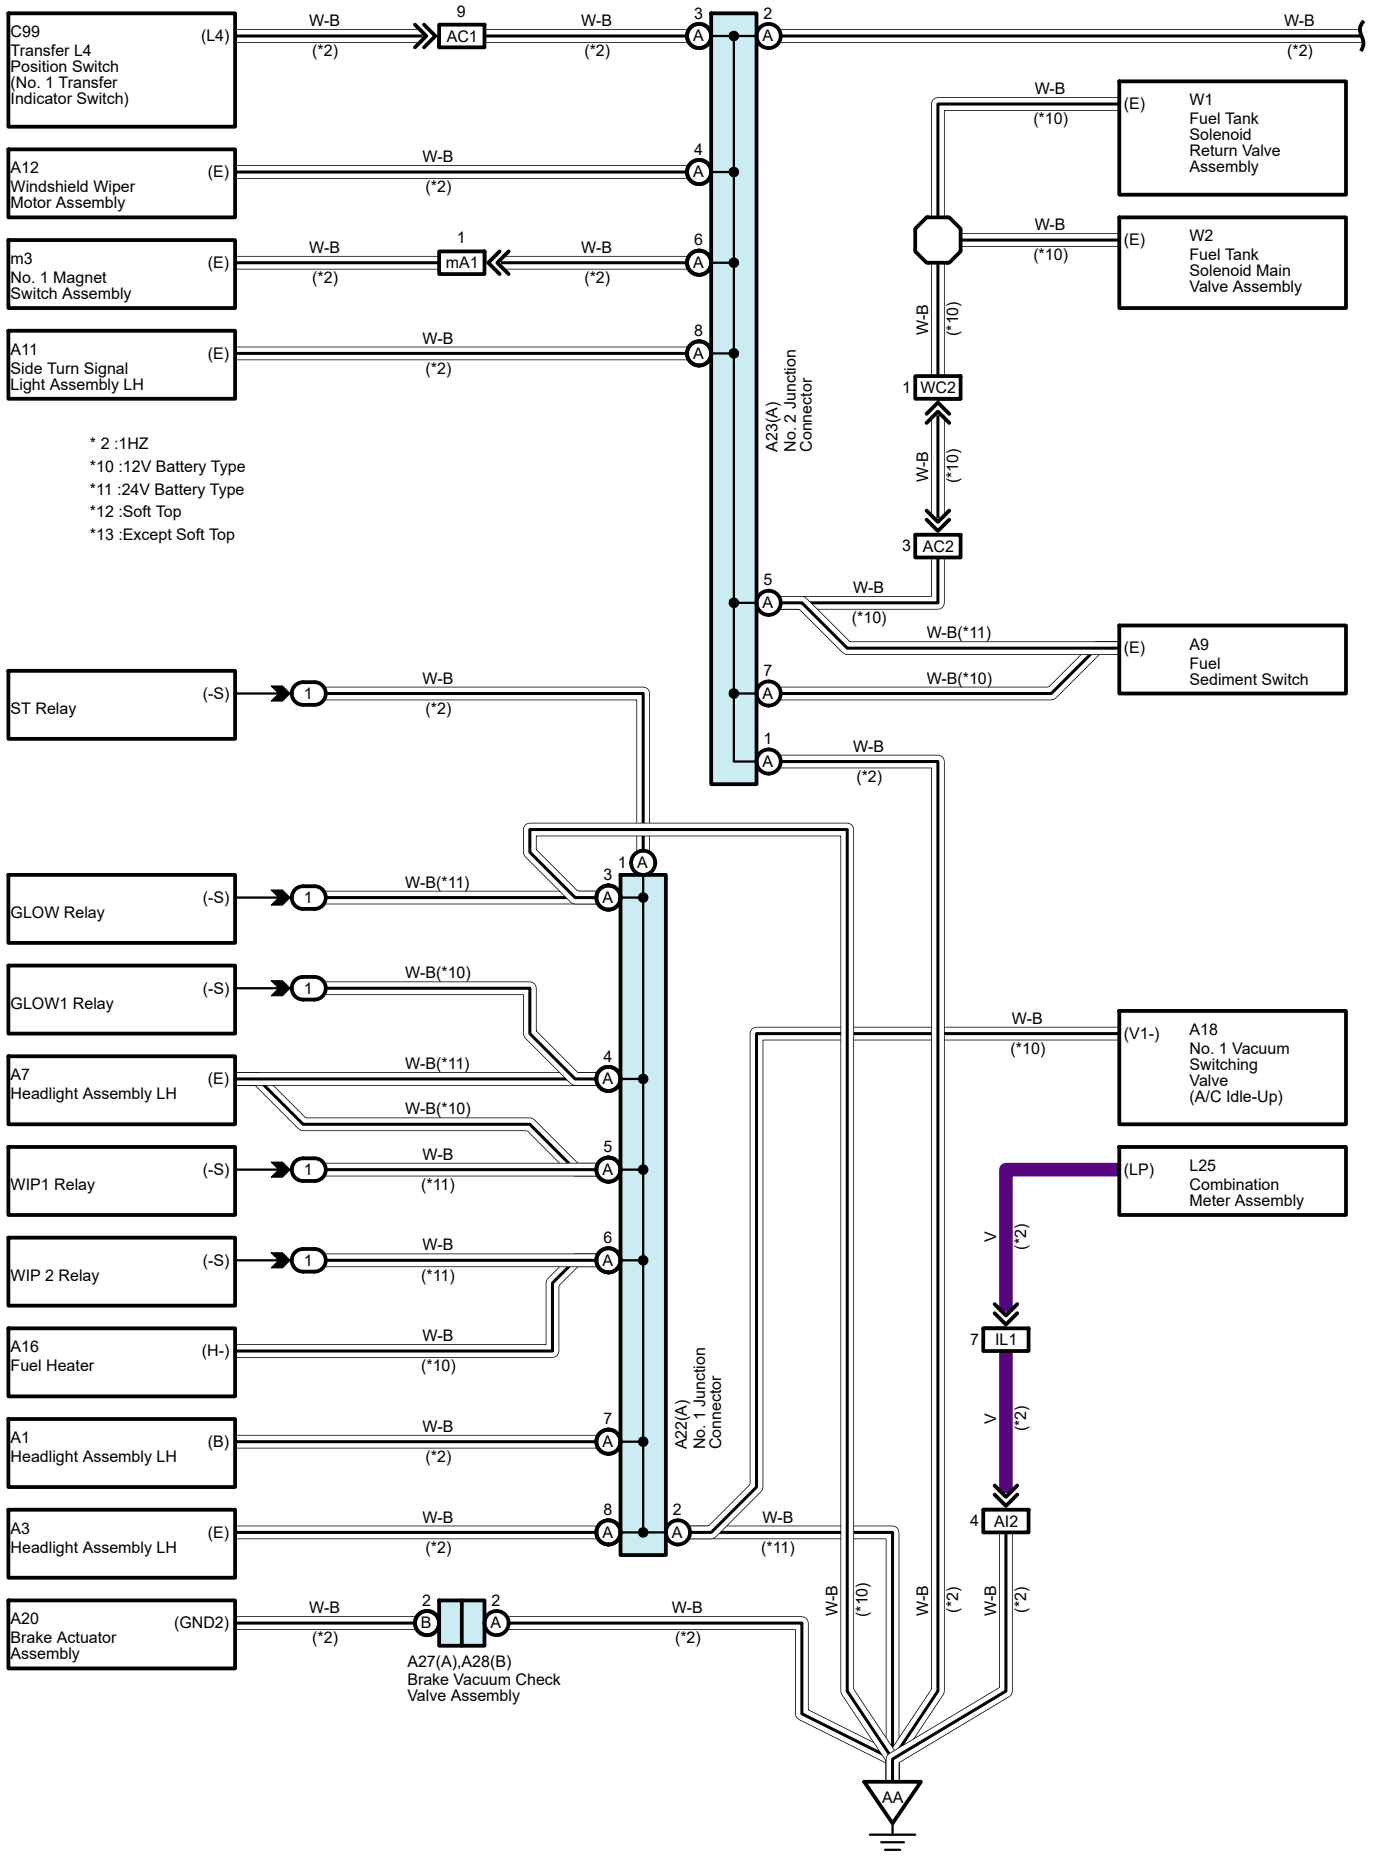 C99
Transfer L4
Position Switch
(No. 1 Transfer
Indicator Switch)
(L4)
W-B
(*2)
9
AC1
W-B
(*2)
3
A
2
A
W-B
(*2)
A12
Windshield Wiper
Motor Assembly
(E)
W-B
(*2)
4
A
m3
No. 1 Magnet
Switch Assembly
(E)
W-B
(*2)
1
mA1
W-B
(*2)
6
A
A11
Side Turn Signal
Light Assembly LH
(E)
W-B
(*2)
8
A
A23(A)
No. 2 Junction
Connector
W-B
(*10)
(E)
W1
Fuel Tank
Solenoid
Return Valve
Assembly
W-B
(*10)
(E)
W2
Fuel Tank
Solenoid Main
Valve Assembly
W-B
(*10)
1
WC2
W-B
(*10)
3
AC2
* 2 :1HZ
*10 :12V Battery Type
*11 :24V Battery Type
*12 :Soft Top
*13 :Except Soft Top
5
A
W-B
(*10)
W-B(*11)
(E)
A9
Fuel
Sediment Switch
7
A
W-B(*10)
1
A
W-B
(*2)
ST Relay
(-S)
1
W-B
(*2)
1
A
GLOW Relay
(-S)
1
W-B(*11)
3
A
GLOW1 Relay
(-S)
1
W-B(*10)
A7
Headlight Assembly LH
(E)
W-B(*11)
4
A
W-B(*10)
WIP1 Relay
(-S)
1
W-B
(*11)
5
A
WIP 2 Relay
(-S)
1
W-B
(*11)
6
A
A16
Fuel Heater
(H-)
W-B
(*10)
A1
Headlight Assembly LH
(B)
W-B
(*2)
7
A
A22(A)
No. 1 Junction
Connector
A3
Headlight Assembly LH
(E)
W-B
(*2)
8
A
2
A
W-B
(*11)
W-B
(*10)
(V1-)
A18
No. 1 Vacuum
Switching
Valve
(A/C Idle-Up)
(LP)
L25
Combination
Meter Assembly
V
(*2)
7
IL1
V
(*2)
4
AI2
W-B
(*10)
W-B
(*2)
W-B
(*2)
A20
Brake Actuator
Assembly
(GND2)
W-B
(*2)
2
B
2
A
W-B
(*2)
A27(A),A28(B)
Brake Vacuum Check
Valve Assembly
AA